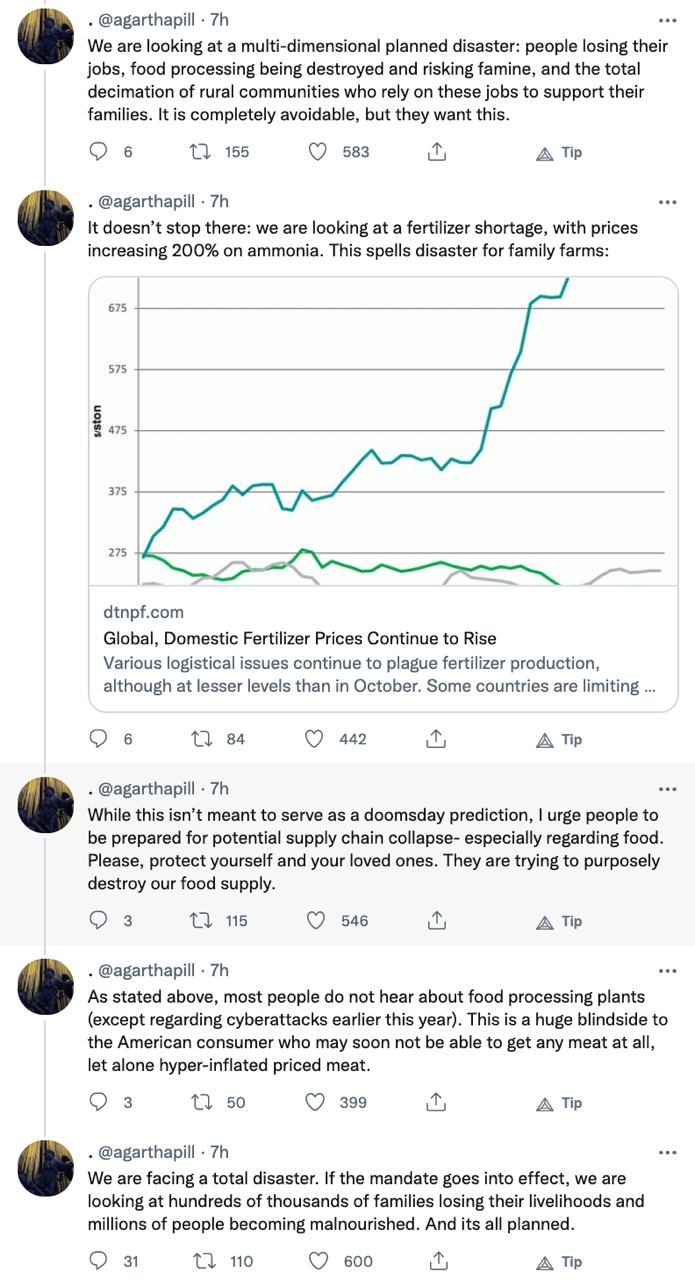 . @agarthapill · 7h
We are looking at a multi-dimensional planned disaster: people losing their
jobs, food processing being destroyed and risking famine, and the total
decimation of rural communities who rely on these jobs to support their
families. It is completely avoidable, but they want this.
6 155 583 Tip
. @agarthapill · 7h
It doesn’t stop there: we are looking at a fertilizer shortage, with prices
increasing 200% on ammonia. This spells disaster for family farms:
675
575
$/ston
475
375
275
dtnpf.com
Global, Domestic Fertilizer Prices Continue to Rise
Various logistical issues continue to plague fertilizer production,
although at lesser levels than in October. Some countries are limiting ...
6 84 442 Tip
. @agarthapill · 7h
While this isn’t meant to serve as a doomsday prediction, I urge people to
be prepared for potential supply chain collapse- especially regarding food.
Please, protect yourself and your loved ones. They are trying to purposely
destroy our food supply.
3 115 546 Tip
. @agarthapill · 7h
As stated above, most people do not hear about food processing plants
(except regarding cyberattacks earlier this year). This is a huge blindside to
the American consumer who may soon not be able to get any meat at all,
let alone hyper-inflated priced meat.
3 50 399 Tip
. @agarthapill · 7h
We are facing a total disaster. If the mandate goes into effect, we are
looking at hundreds of thousands of families losing their livelihoods and
millions of people becoming malnourished. And its all planned.
31 110 600 Tip